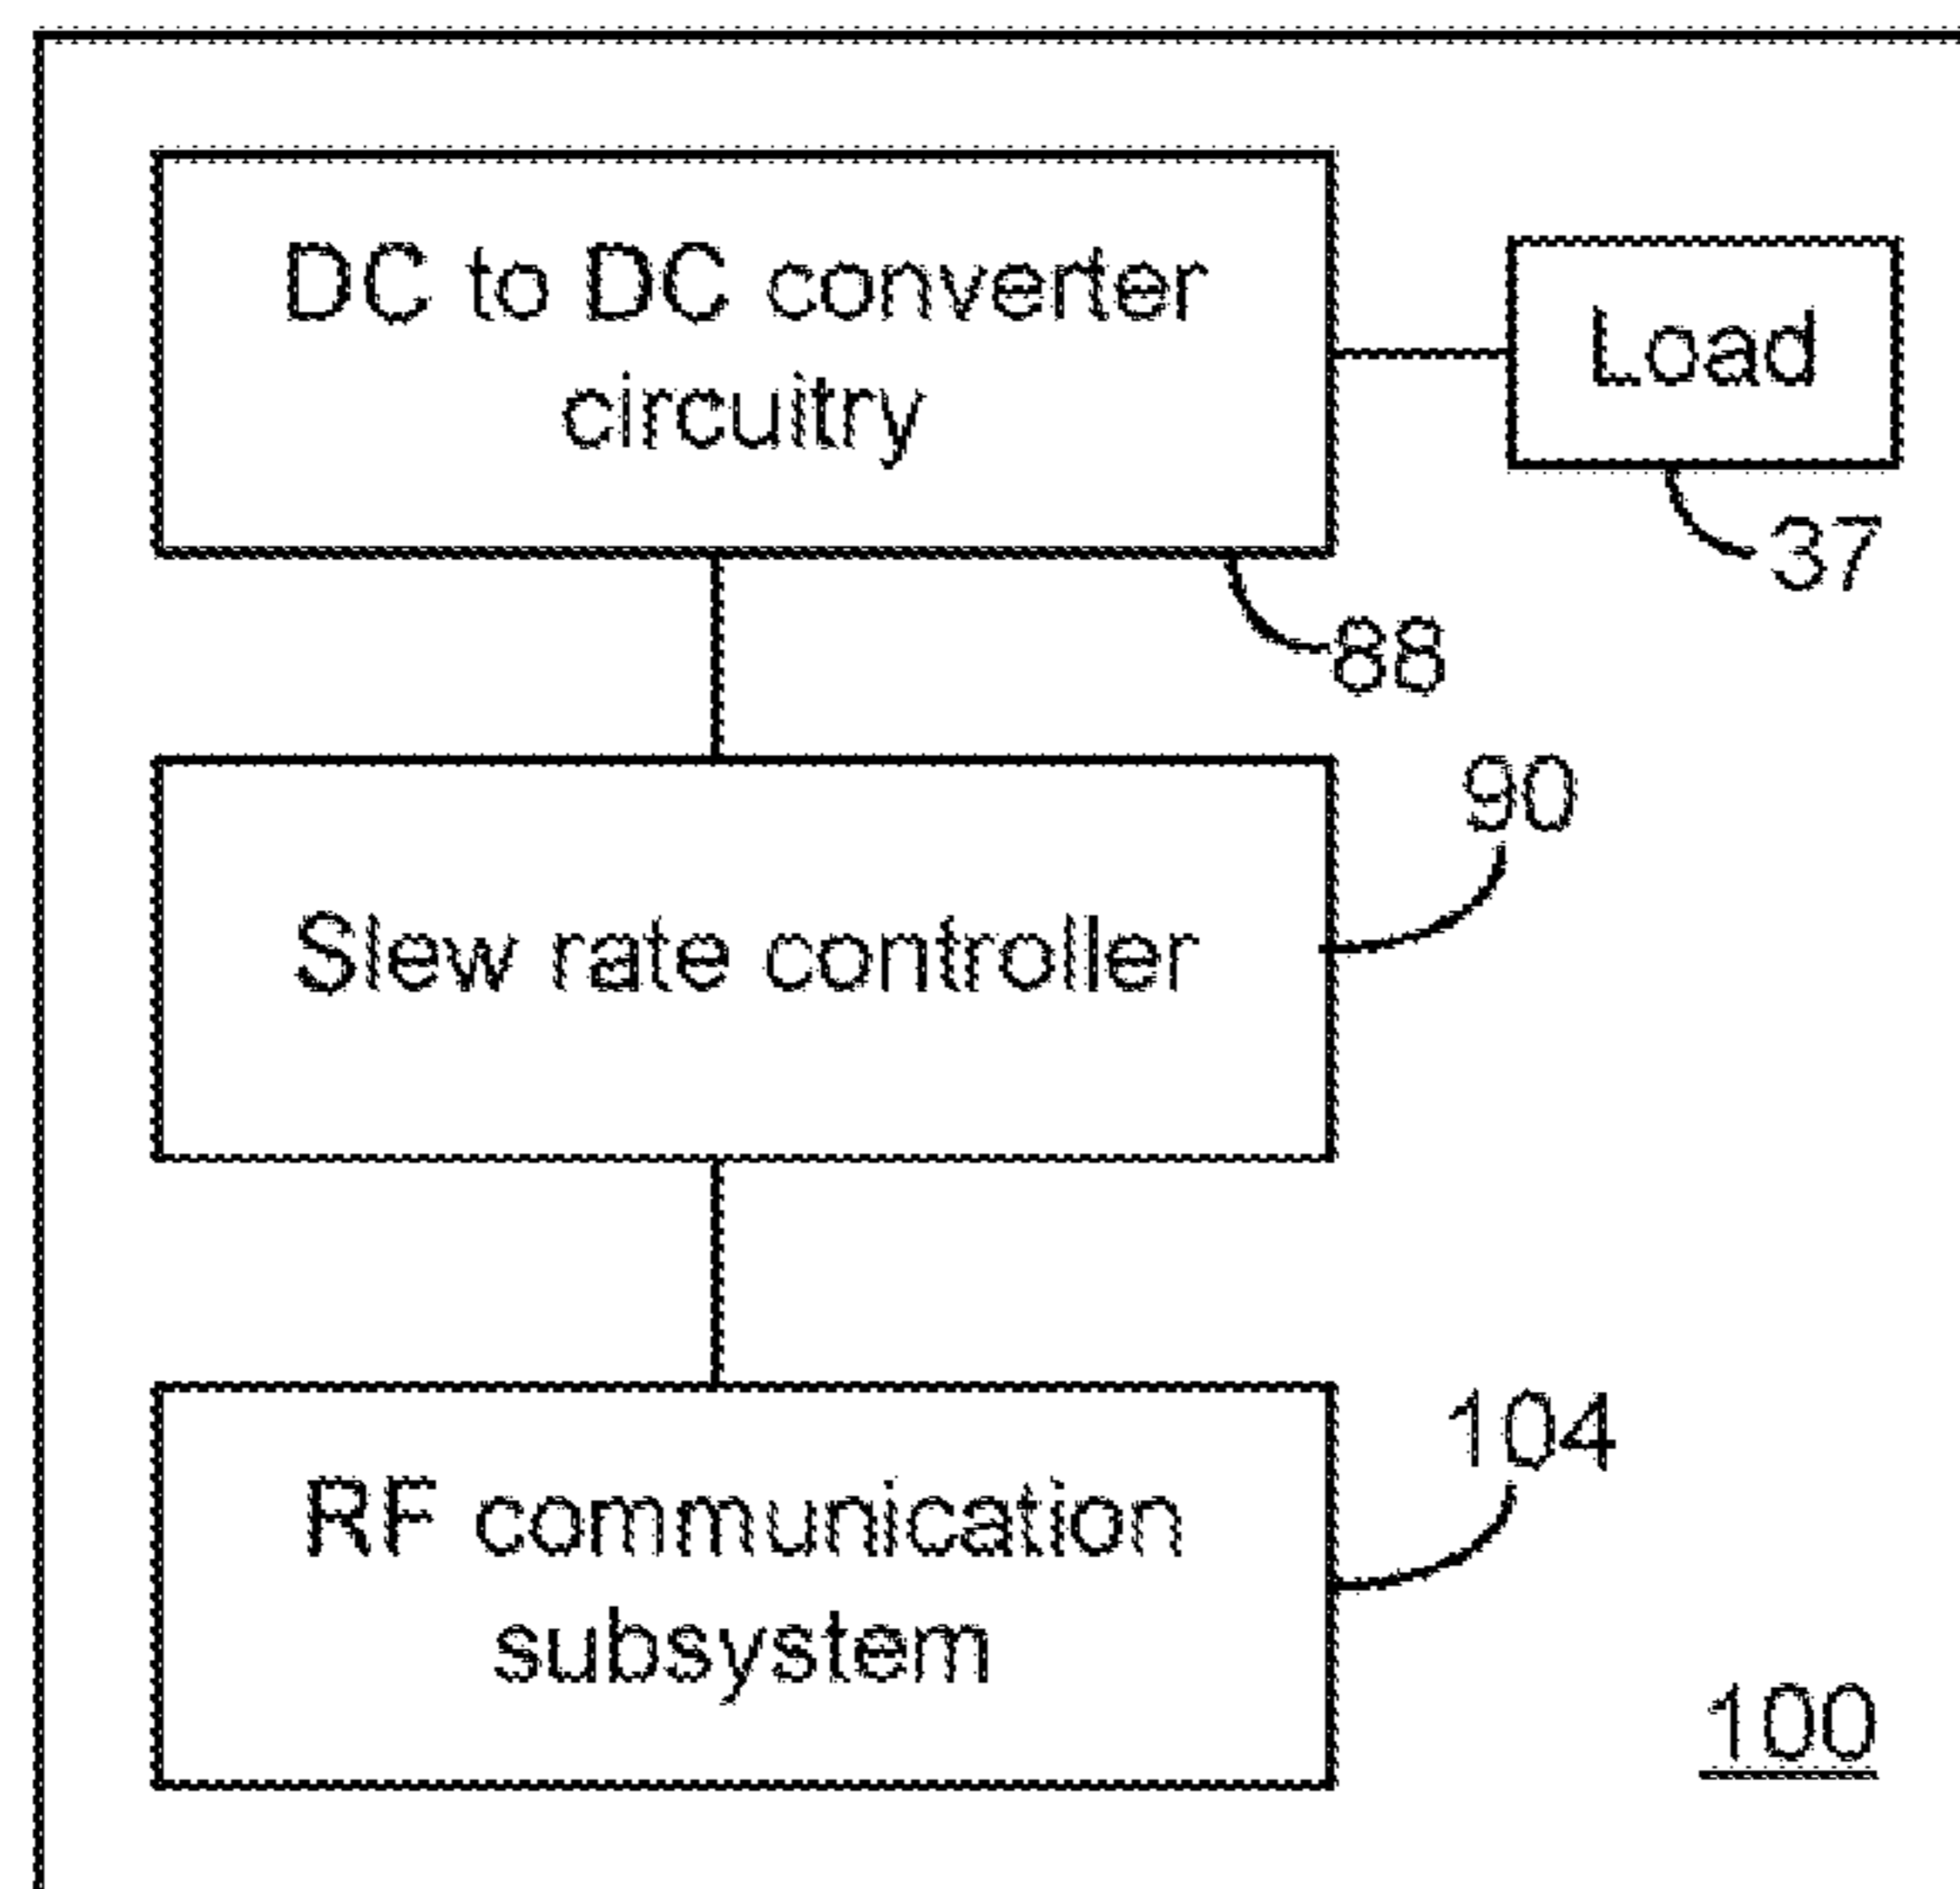 DC to DC converter
circuitry
Load
37
88
90
Slew rate controller
104
RF communication
subsystem
100